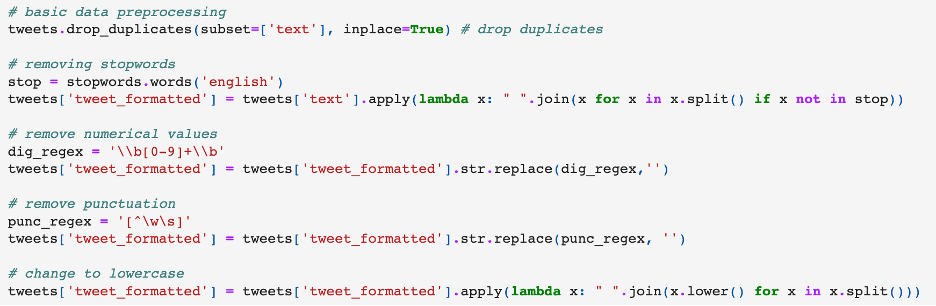 # basic data preprocessing
tweets.drop_duplicates(subset=['text'], inplace=True) # drop duplicates
# removing stopwords
stop = stopwords.words('english')
tweets['tweet_formatted'] = tweets['text'].apply(lambda x: " ".join(x for x in x.split() if x not in stop))
# remove numerical values
dig_regex = '\\b[0-9]+\\b'
tweets['tweet_formatted'] = tweets['tweet_formatted'].str.replace(dig_regex,'')
# remove punctuation
punc_regex = '[^\w\s]'
tweets['tweet_formatted'] = tweets['tweet_formatted'].str.replace(punc_regex, '')
# change to lowercase
tweets['tweet_formatted'] = tweets['tweet_formatted'].apply(lambda x: " ".join(x.lower() for x in x.split()))